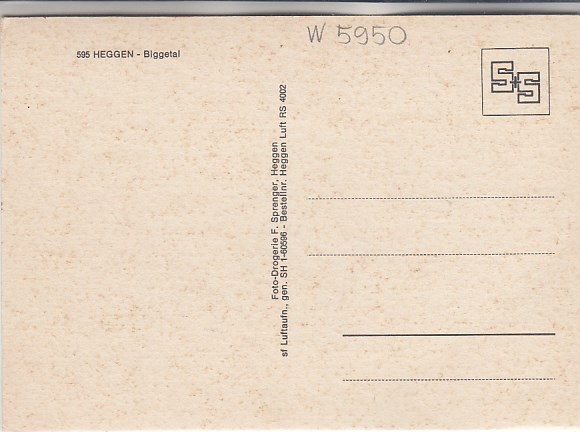 W 5950
595 HEGGEN - Biggetal
S+S
Foto-Drogerie F. Sprenger, Heggen
sf Luftaufn., gen. SH 1-60596 - Bestellnr. Heggen Luft RS 4002